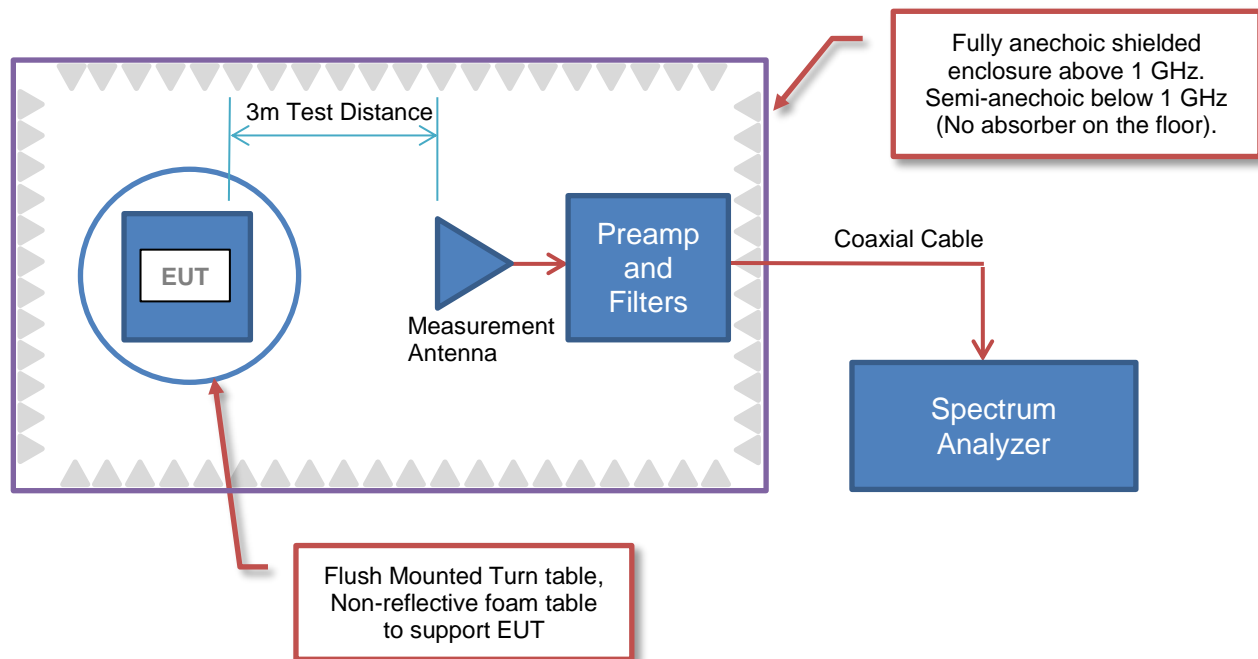 Fully anechoic shielded
enclosure above 1 GHz.
Semi-anechoic below 1 GHz
(No absorber on the floor).
3m Test Distance
EUT
Measurement
Antenna
Preamp
and
Filters
Coaxial Cable
Spectrum
Analyzer
Flush Mounted Turn table,
Non-reflective foam table
to support EUT